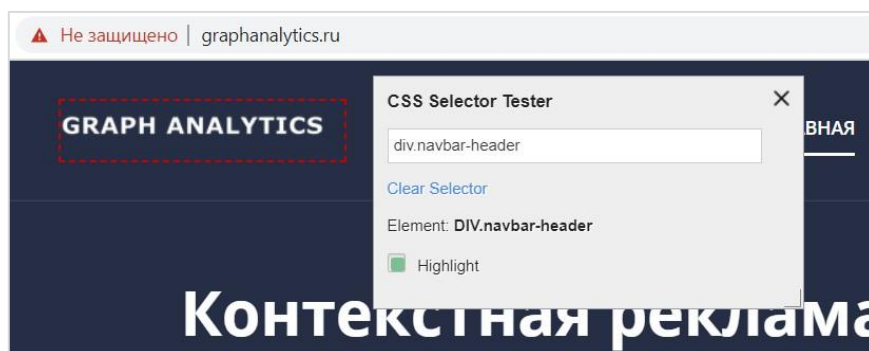 Не защищено | graphanalytics.ru
GRAPH ANALYTICS
CSS Selector Tester
div.navbar-header
Clear Selector
Element: DIV.navbar-header
Highlight
ВНАЯ
Контекстная реклама